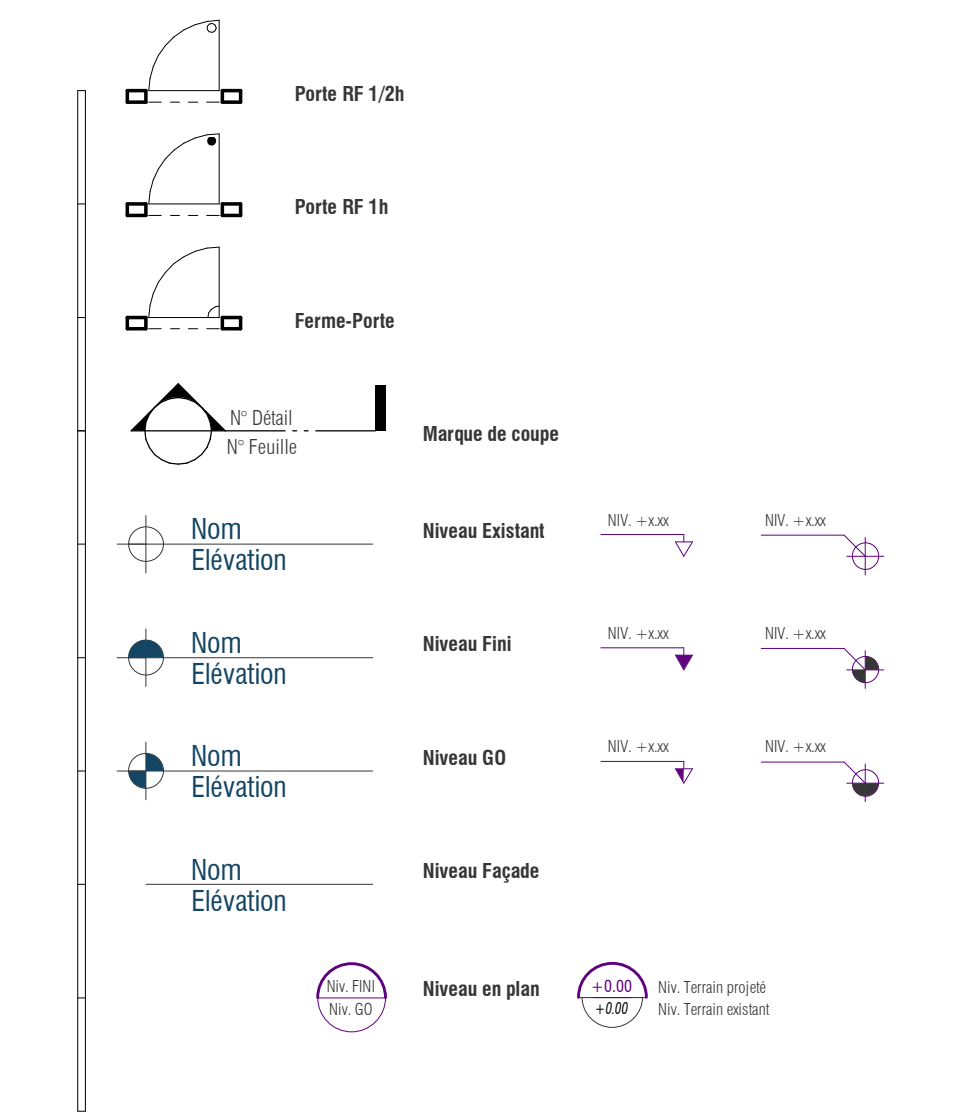 Porte RF 1/2h
Porte RF 1h
Ferme-Porte
N° Détail
N° Feuille
Marque de coupe
Nom
Elévation
Niveau Existant
NIV. +x.xx
NIV. +x.xx
Nom
Elévation
Niveau Fini
NIV. +x.xx
NIV. +x.xx
Nom
Elévation
Niveau GO
NIV. +x.xx
NIV. +x.xx
Nom
Elévation
Niveau Façade
Niv. FINI
Niv. GO
Niveau en plan
+0.00
+0.00
Niv. Terrain projeté
Niv. Terrain existant